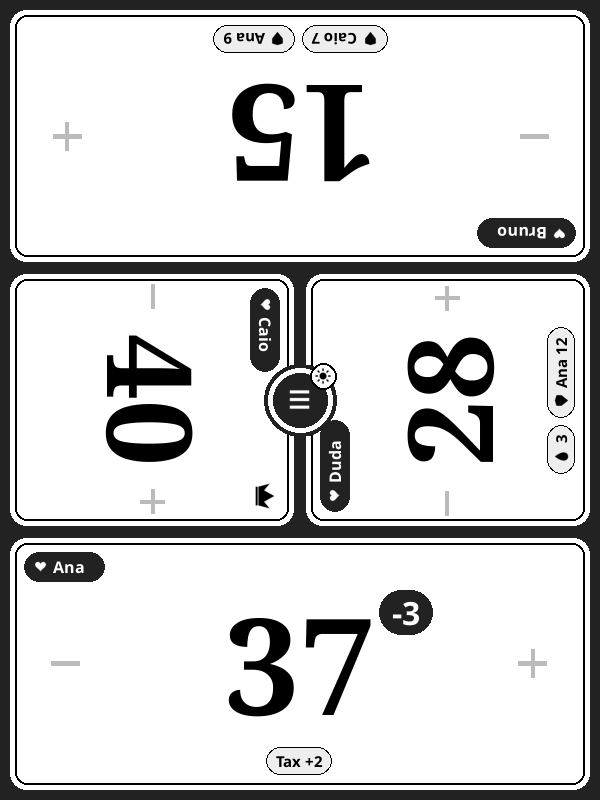 Ana 9
Caio 7
15
Bruno
Caio
40
28
Ana 12
3
Duda
Ana
37
-3
Tax +2